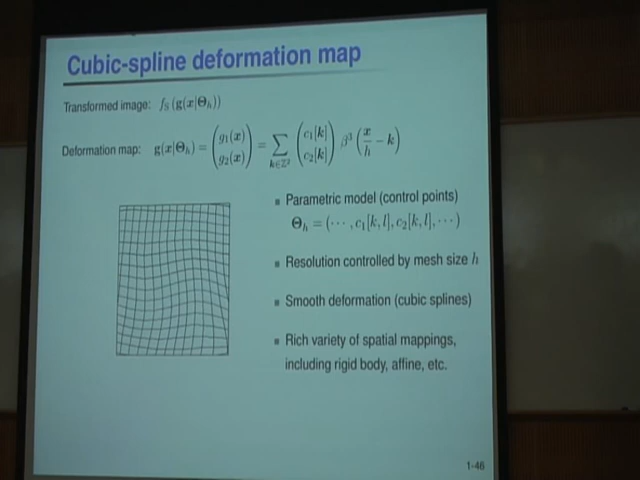 Cubic-spline deformation map
Transformed image: f_S(g(x|Θ_h))
Deformation map: g(x|Θ_h) = (g_1(x) g_2(x)) = ∑_{k∈ℤ²} (c_1[k] c_2[k]) β³(x/h − k)
▪ Parametric model (control points)
Θ_h = (⋯, c_1[k,l], c_2[k,l], ⋯)
▪ Resolution controlled by mesh size h
▪ Smooth deformation (cubic splines)
▪ Rich variety of spatial mappings,
including rigid body, affine, etc.
1-46